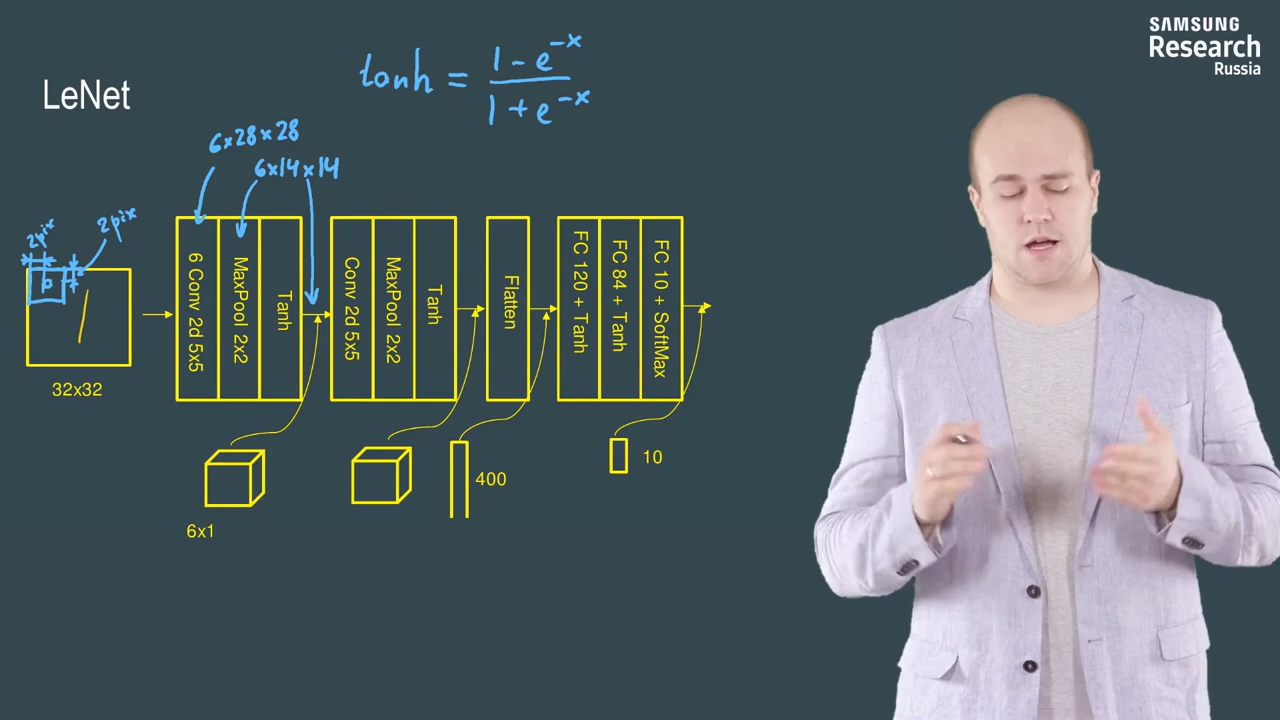 SAMSUNG
Research
Russia
LeNet
tanh = 1 - e^-x / 1 + e^-x
6x28x28
6x14x14
2pix
2pix
32x32
6 Conv 2d 5x5
MaxPool 2x2
Tanh
Conv 2d 5x5
MaxPool 2x2
Tanh
Flatten
FC 120 + Tanh
FC 84 + Tanh
FC 10 + SoftMax
6x1
400
10